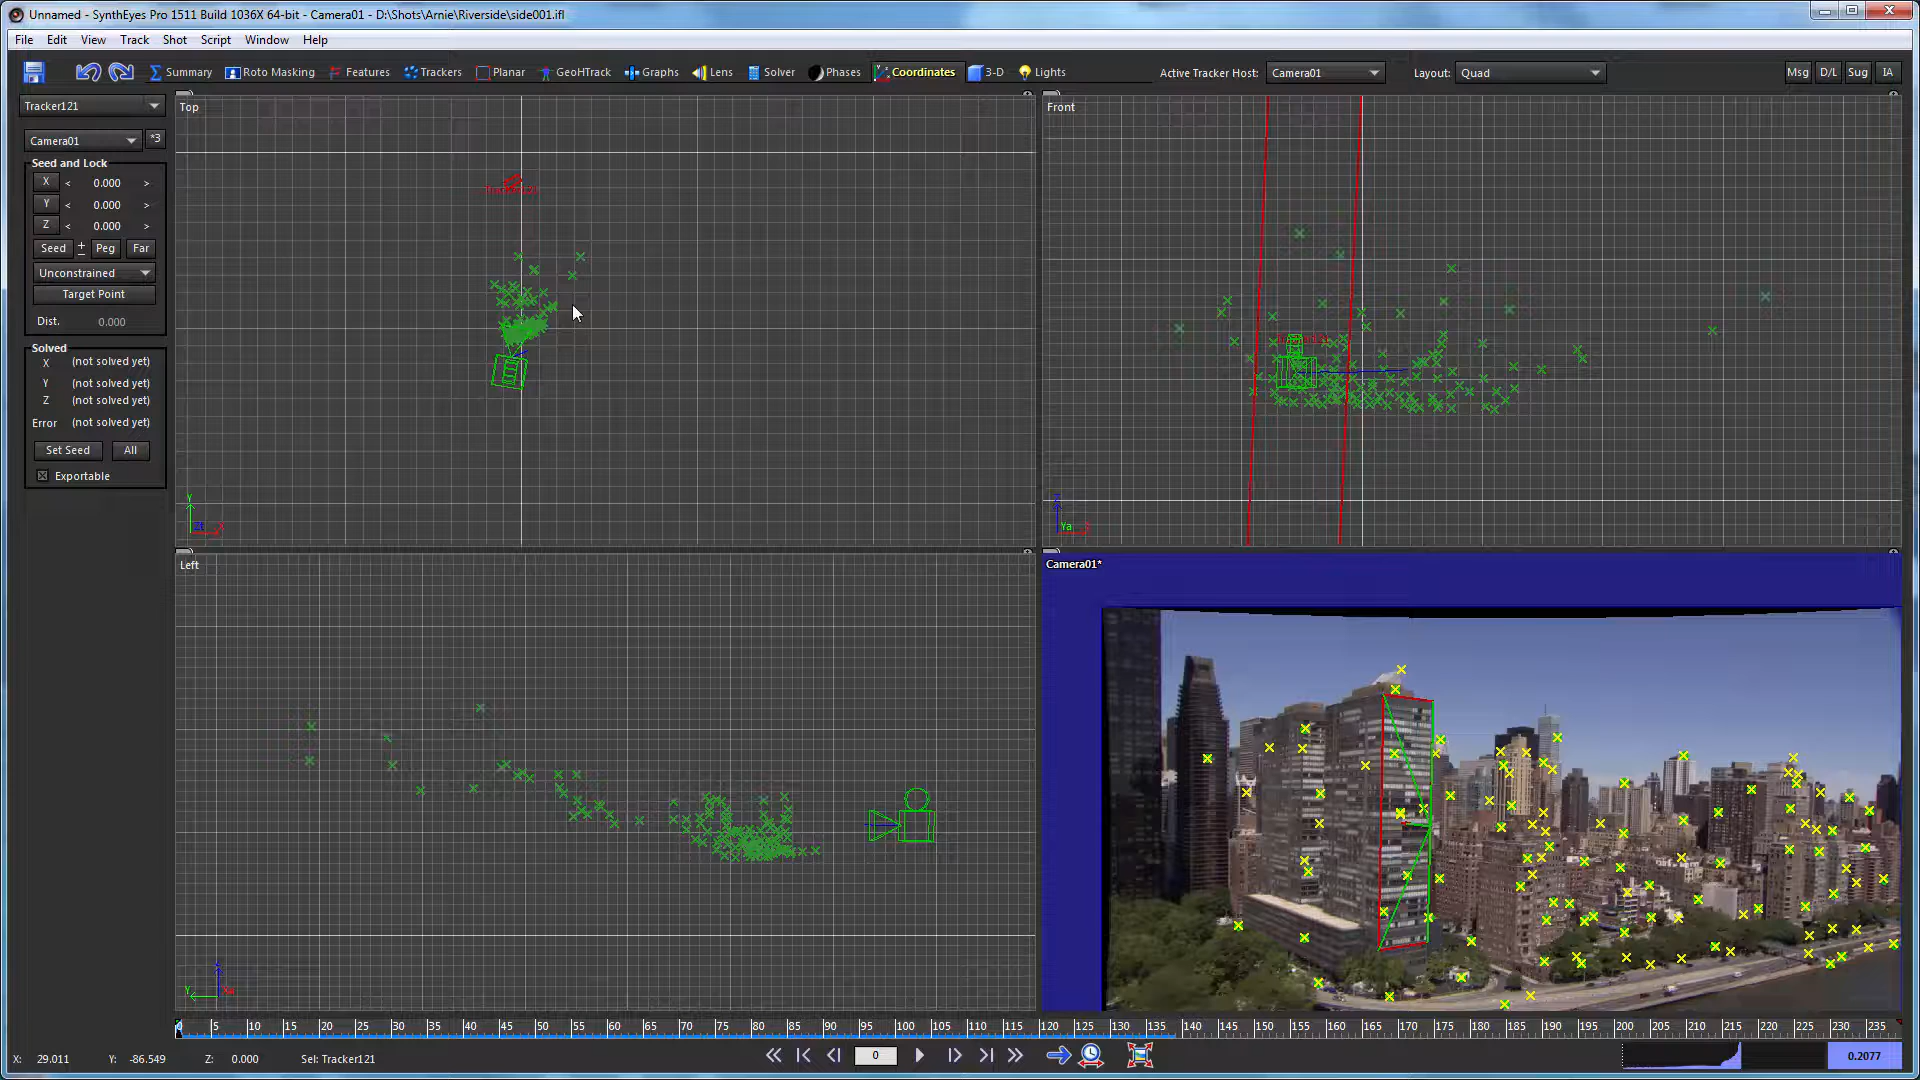 Unnamed - SynthEyes Pro 1511 Build 1036X 64-bit - Camera01 - D:\Shots\Arnie\Riverside\side001.ifl
File Edit View Track Shot Script Window Help
Summary Roto Masking Features Trackers Planar GeoHTrack Graphs Lens Solver Phases Coordinates 3-D Lights Active Tracker Host: Camera01 Layout: Quad Msg D/L Sug IA
Tracker121
Camera01 *3
Seed and Lock
X < 0.000 >
Y < 0.000 >
Z < 0.000 >
Seed + Peg Far
Unconstrained
Target Point
Dist. 0.000
Solved
X (not solved yet)
Y (not solved yet)
Z (not solved yet)
Error (not solved yet)
Set Seed All
Exportable
Top
Tracker121
Y
X
Front
Z
Ya
Left
Y
Camera01*
0 5 10 15 20 25 30 35 40 45 50 55 60 65 70 75 80 85 90 95 100 105 110 115 120 125 130 135 140 145 150 155 160 165 170 175 180 185 190 195 200 205 210 215 220 225 230 235
X: 29.011 Y: -86.549 Z: 0.000 Sel: Tracker121
0
0.2077